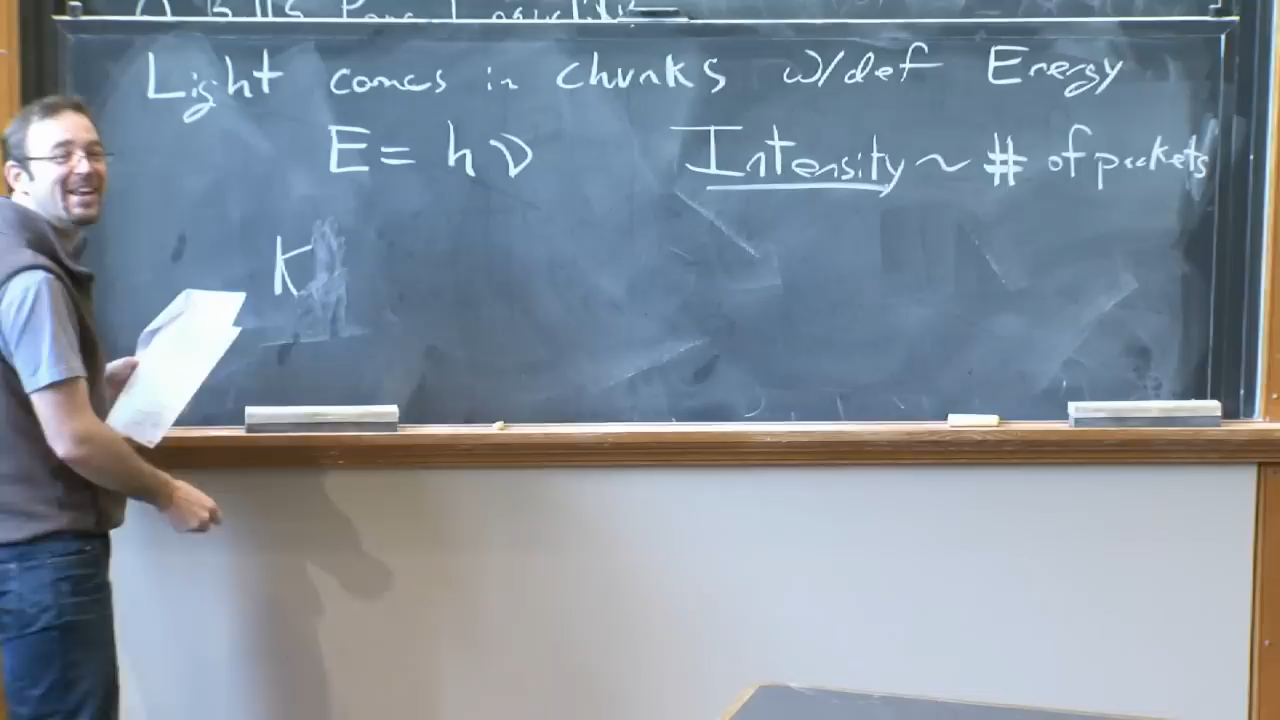 Light comes in chunks w/def Energy
E = hν Intensity ~ # of packets
K